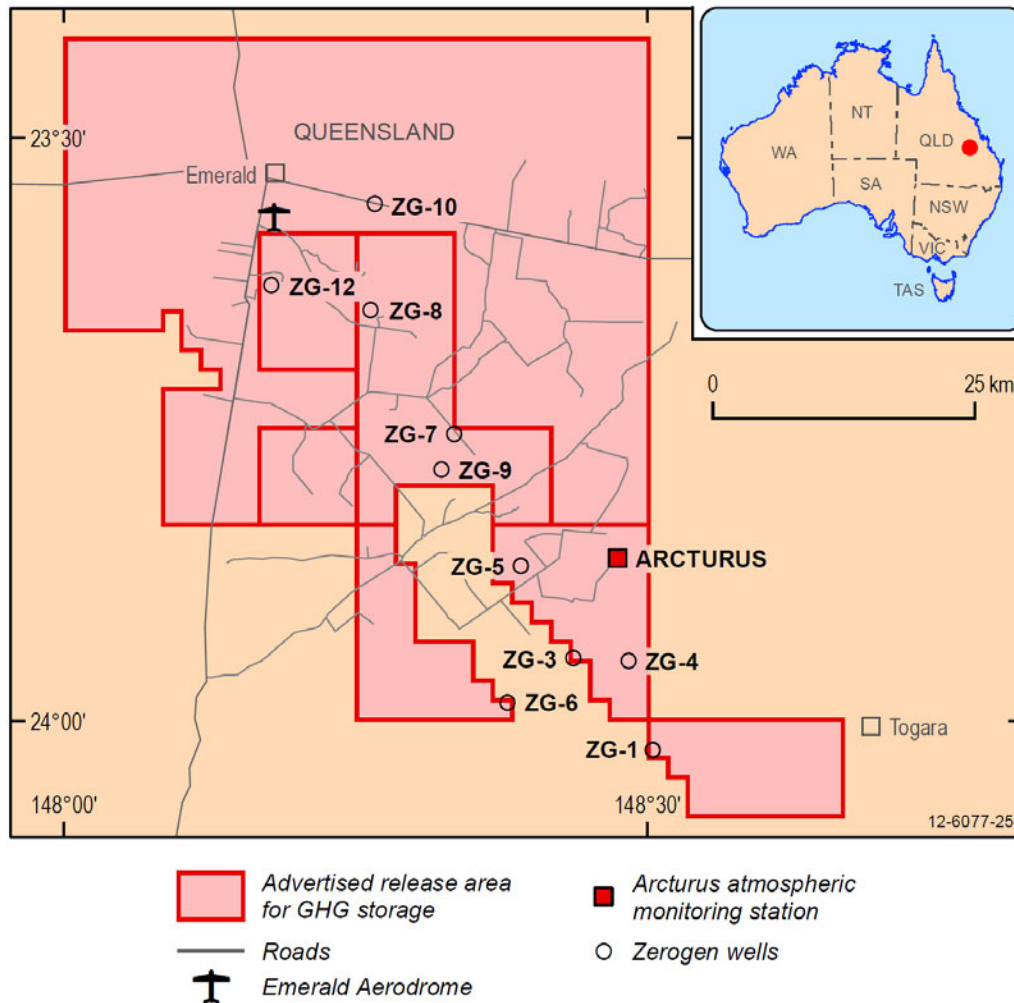 QUEENSLAND
23°30'
Emerald
ZG-10
ZG-12
ZG-8
ZG-7
ZG-9
ZG-5
ARCTURUS
ZG-3
ZG-4
ZG-6
24°00'
Togara
ZG-1
148°00'
148°30'
12-6077-25
NT
QLD
WA
SA
NSW
VIC
TAS
0
25 km
Advertised release area
for GHG storage
Roads
Emerald Aerodrome
Arcturus atmospheric
monitoring station
Zerogen wells